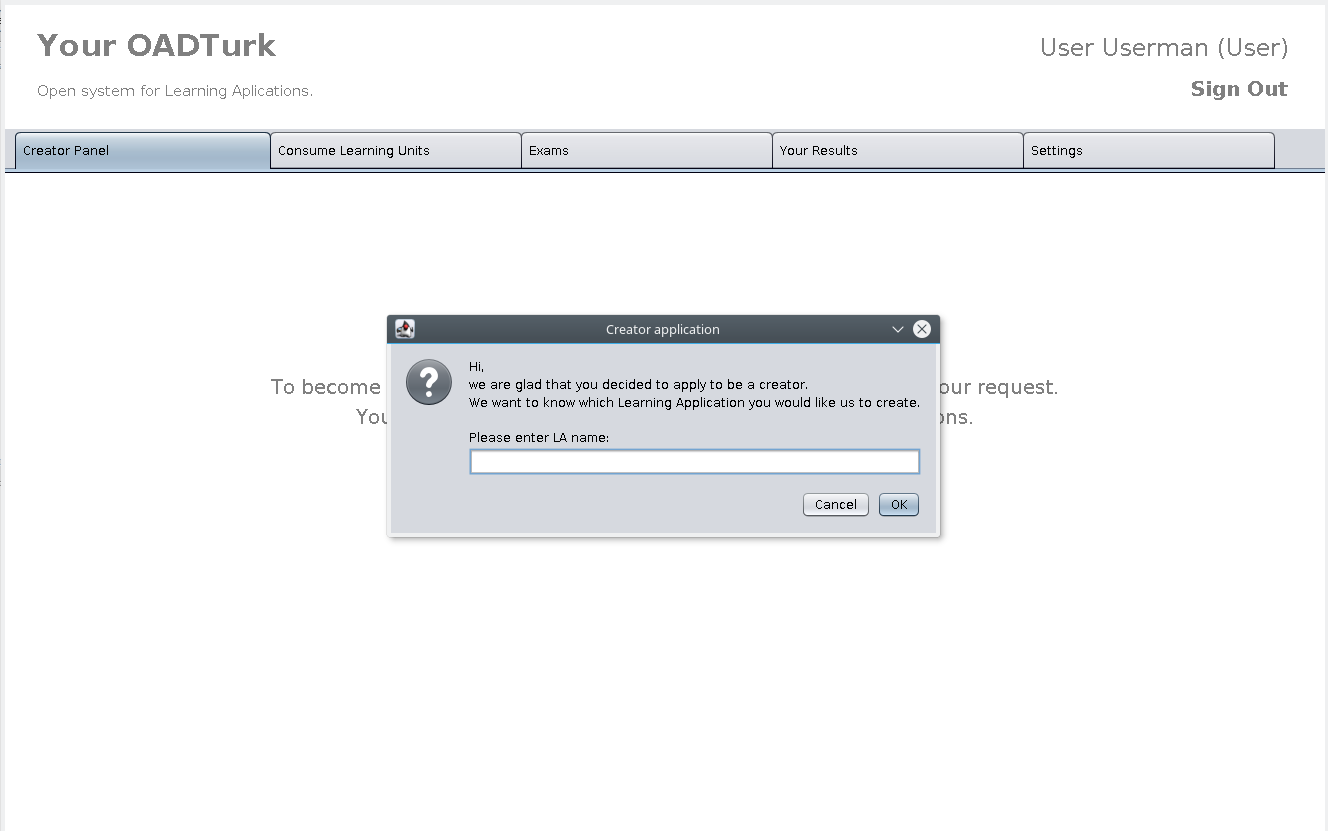 Your OADTurk
User Userman (User)
Open system for Learning Aplications.
Sign Out
Creator Panel
Consume Learning Units
Exams
Your Results
Settings
Creator application
Hi,
we are glad that you decided to apply to be a creator.
We want to know which Learning Application you would like us to create.
Please enter LA name:
Cancel
OK
To become our request.
You